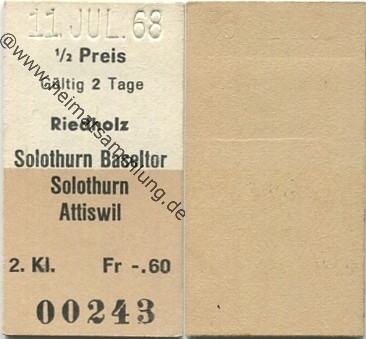 11. JUL. 68
1/2 Preis
Gültig 2 Tage
Riedholz
Solothurn Baseltor
Solothurn
Attiswil
2. Kl. Fr -.60
00243
www.heimatsammlung.de